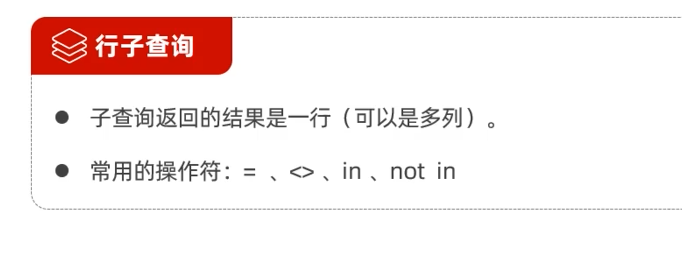 行子查询
子查询返回的结果是一行（可以是多列）。
常用的操作符：= 、<> 、in 、not in